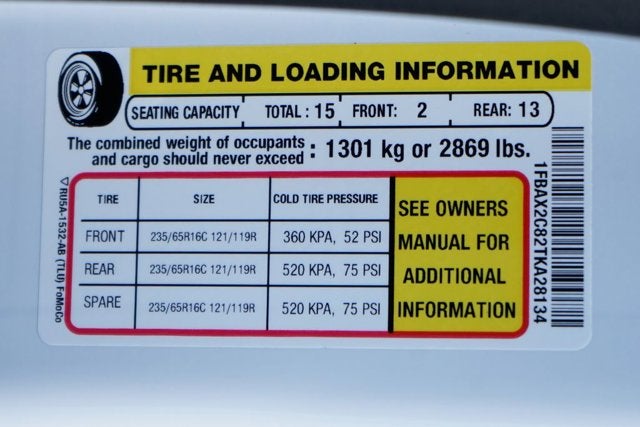 TIRE AND LOADING INFORMATION
SEATING CAPACITY TOTAL : 15 FRONT: 2 REAR: 13
The combined weight of occupants
and cargo should never exceed : 1301 kg or 2869 lbs.
TIRE SIZE COLD TIRE PRESSURE
FRONT 235/65R16C 121/119R 360 KPA, 52 PSI
REAR 235/65R16C 121/119R 520 KPA, 75 PSI
SPARE 235/65R16C 121/119R 520 KPA, 75 PSI
SEE OWNERS
MANUAL FOR
ADDITIONAL
INFORMATION
RU5A-1532-AB (TLU) FoMoCo
1FBAX2C82TKA28134